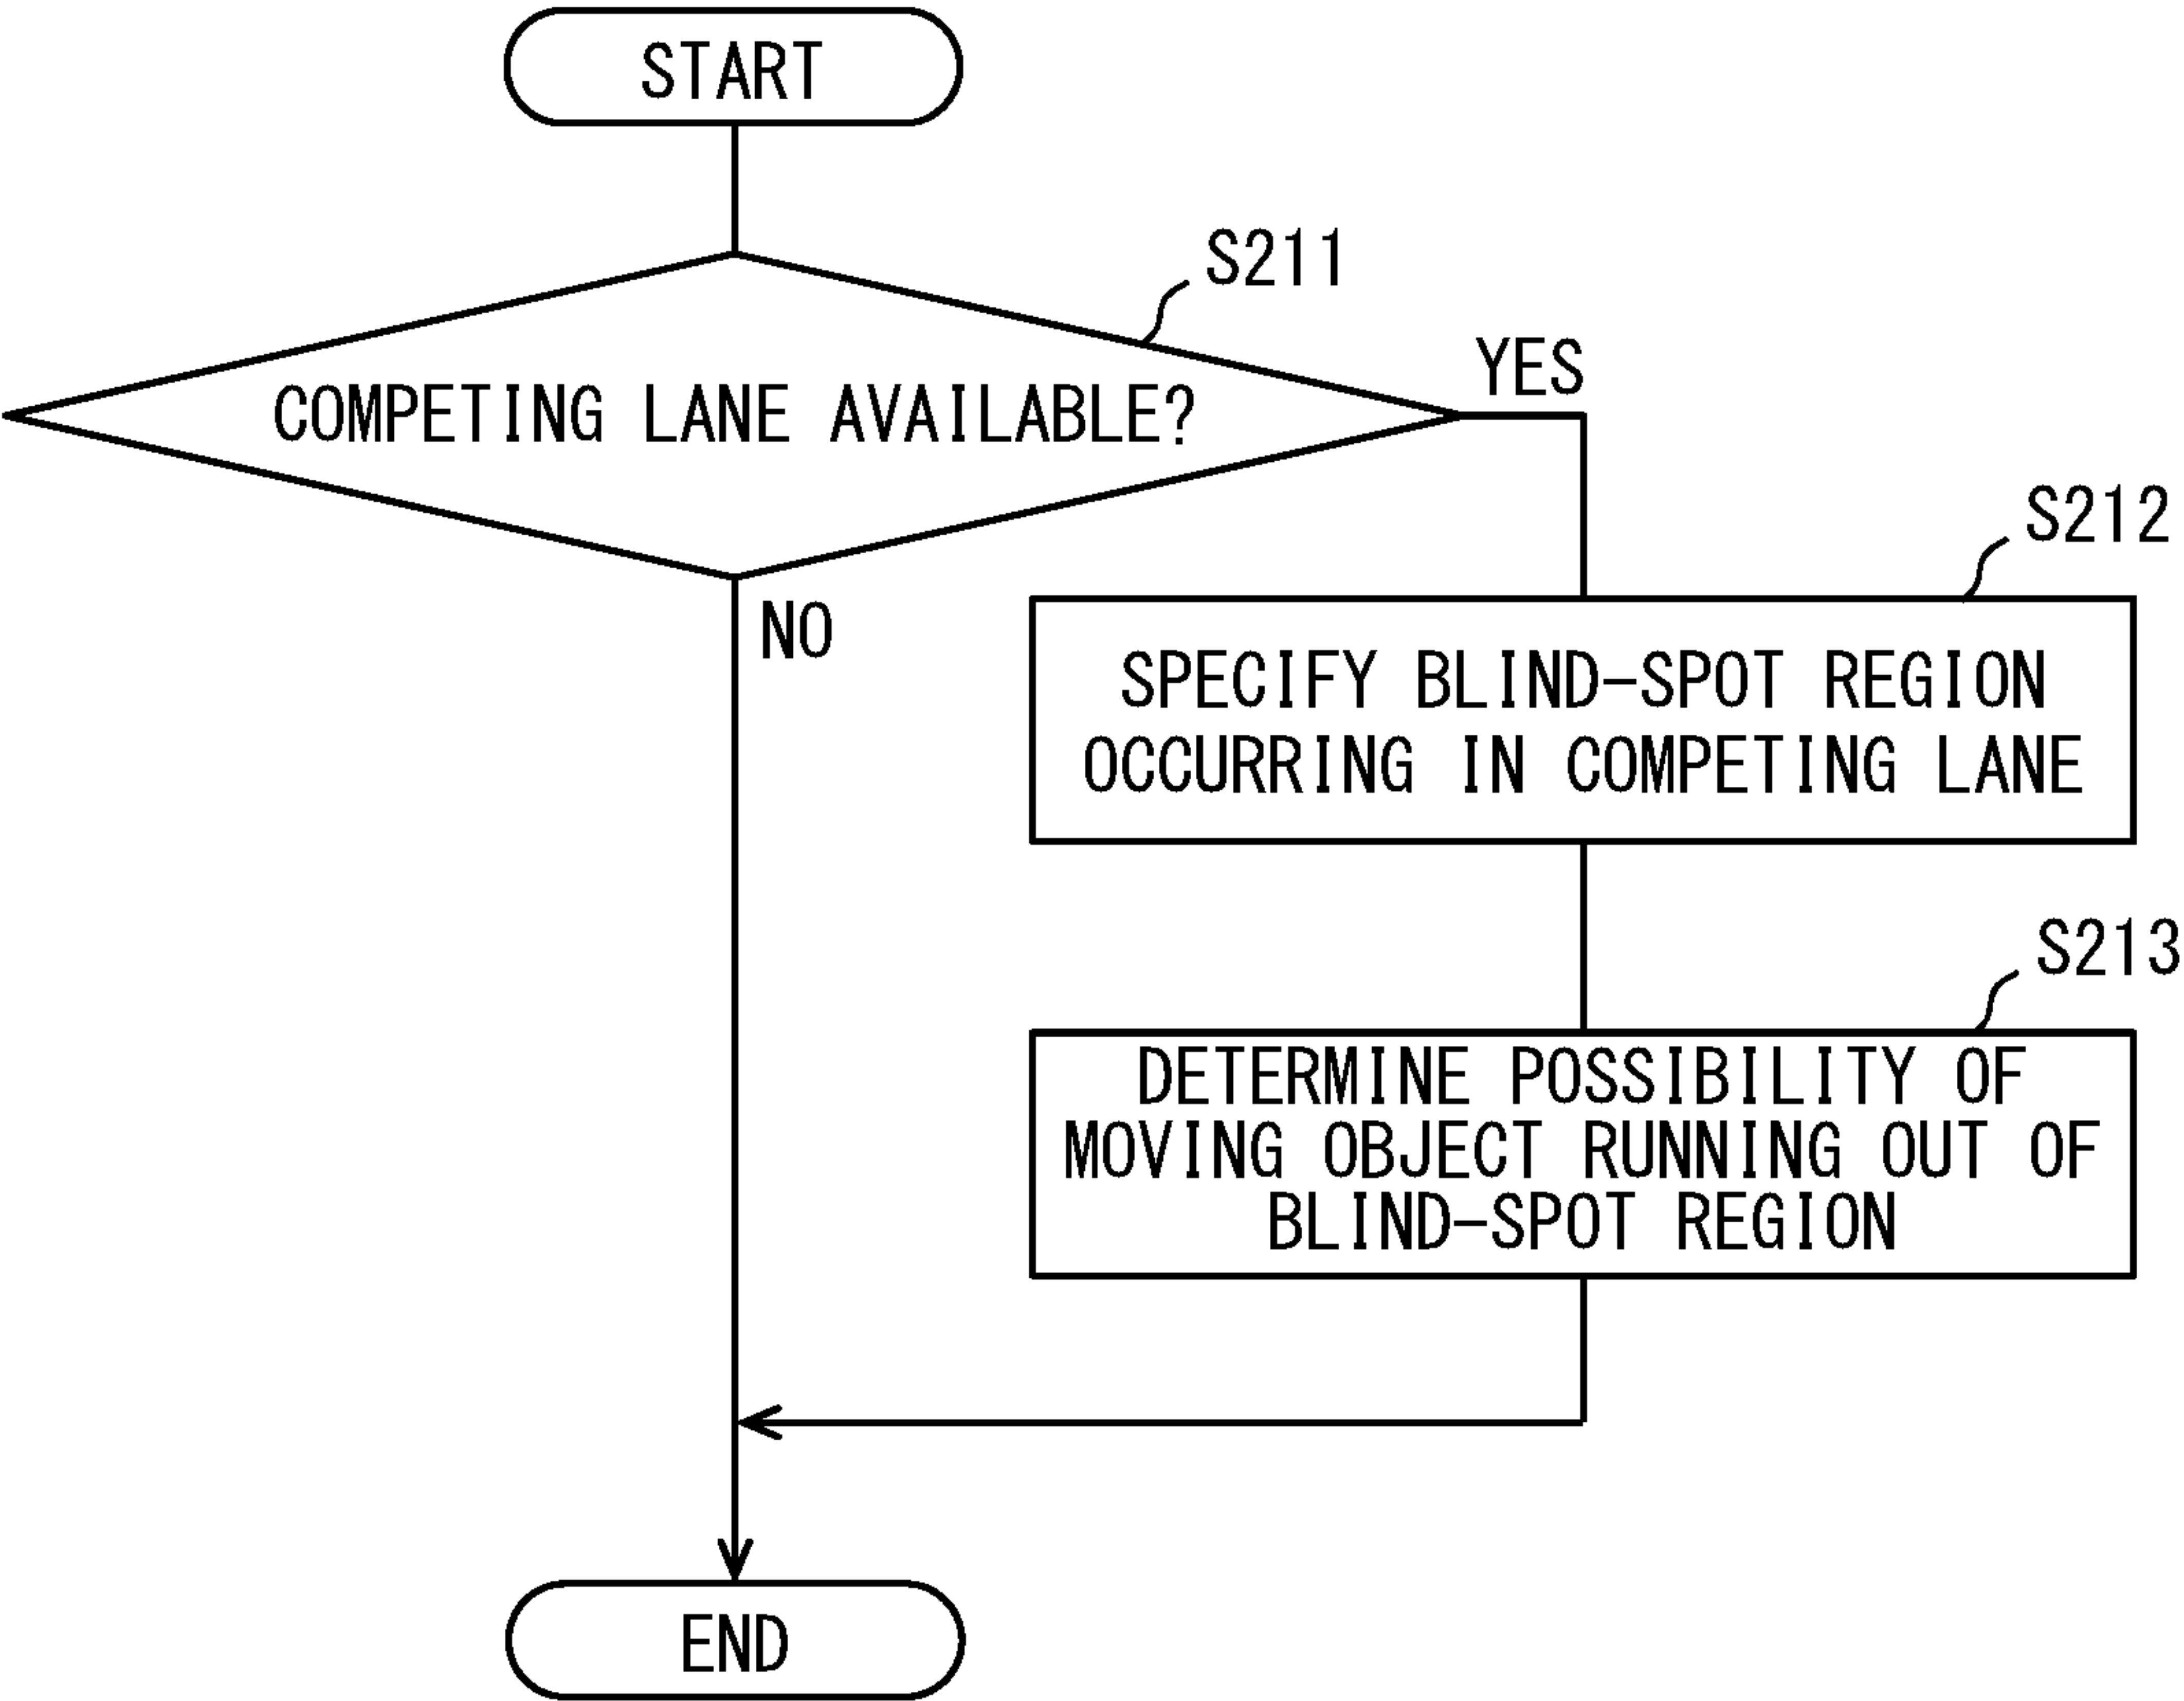 START
S211
COMPETING LANE AVAILABLE?
YES
NO
S212
SPECIFY BLIND-SPOT REGION
OCCURRING IN COMPETING LANE
S213
DETERMINE POSSIBILITY OF
MOVING OBJECT RUNNING OUT OF
BLIND-SPOT REGION
END